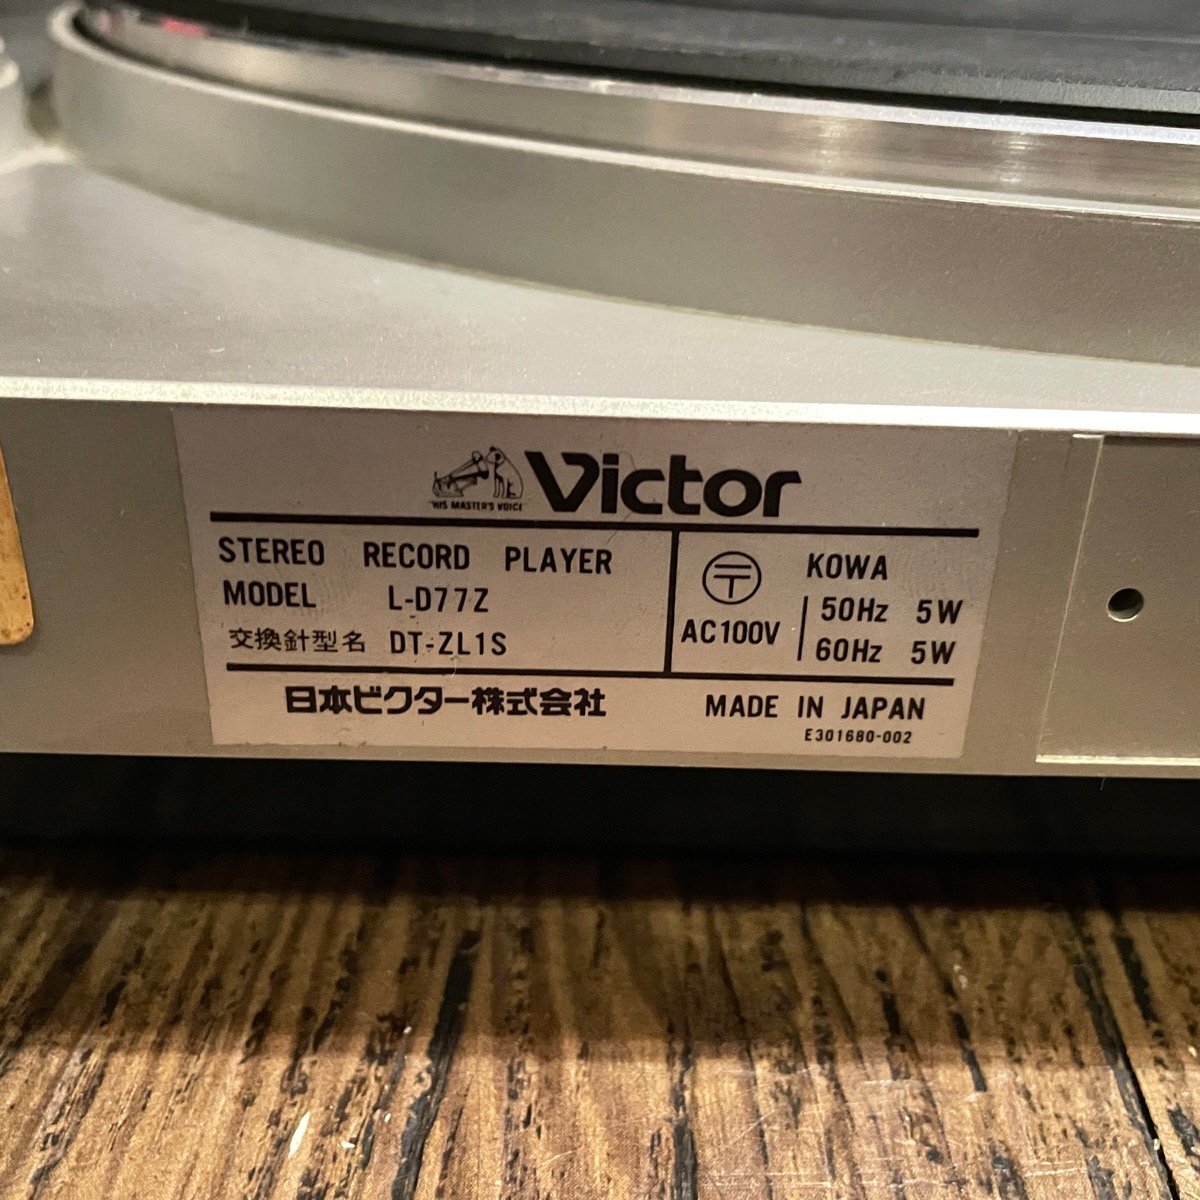 Victor
HIS MASTER'S VOICE
STEREO RECORD PLAYER
MODEL L-D77Z
交換針型名 DT-ZL1S
KOWA
AC100V
50Hz 5W
60Hz 5W
日本ビクター株式会社
MADE IN JAPAN
E301680-002